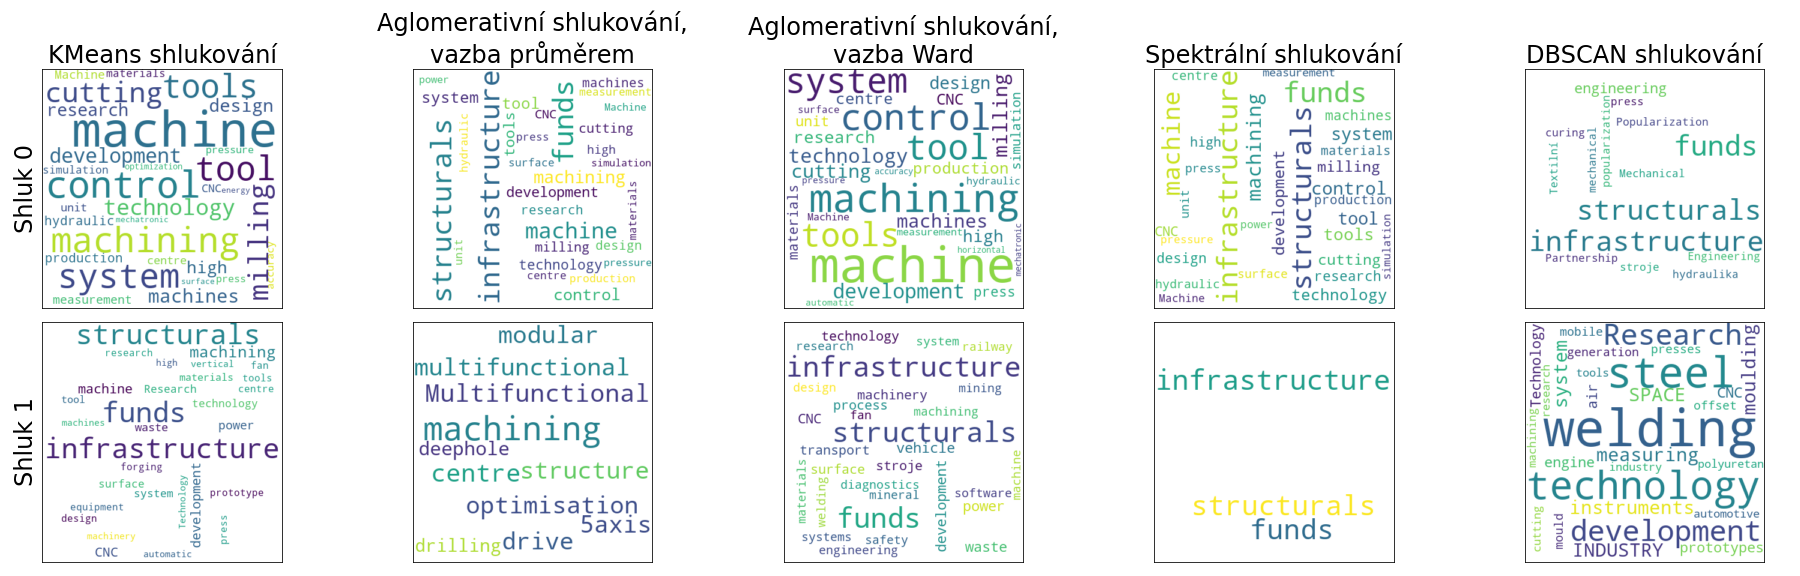 KMeans shlukování
Aglomerativní shlukování,
vazba průměrem
Aglomerativní shlukování,
vazba Ward
Spektrální shlukování
DBSCAN shlukování
Shluk 0
Machine materials
cutting tools
research design
machine
development pressure
simulation optimization tool
control CNC energy
unit technology
hydraulic mechatronic
machining milling
production centre Engineering
system high accuracy
surface press
measurement machines
power machines
measurement
system infrastructure tool funds Machine
structurals hydraulic tools CNC
press cutting
high
surface simulation
machining
development
research materials
machine
unit milling design
technology pressure
centre production
control
system design
centre CNC milling
surface control simulation
unit
research tool
technology
cutting accuracy production
pressure hydraulic
materials machining
Machine machines
tools measurement high
horizontal mechatronic
machine
development press
automatic
centre measurement
funds
machine infrastructure machining structurals machines
high system
materials
press milling
unit development control
production
CNC power tool
pressure tools
design cutting simulation
hydraulic surface research
Machine technology
engineering
press
popularization Popularization
curing mechanical funds
Textilní Mechanical
structurals
infrastructure
Partnership Engineering
stroje
hydraulika
Shluk 1
structurals
research machining
high vertical fan
materials tools
machine Research centre
tool funds technology
machines waste power
infrastructure
forging
surface Technology development
system prototype
equipment
design press
machinery
CNC automatic
modular
multifunctional
Multifunctional
machining
deephole
centre structure
optimisation
5axis
drilling drive
technology system
research railway
infrastructure
design mining
machinery
process machining
CNC fan
structurals
transport vehicle
surface stroje machine
materials welding diagnostics development
mineral software
power
funds
systems safety
engineering waste
infrastructure
structurals
funds
Technology mobile Research moulding
generation presses
research system tools steel
air SPACE CNC
offset
welding
machining measuring
engine industry polyuretan
technology
instruments
cutting mould automotive
development
INDUSTRY prototypes